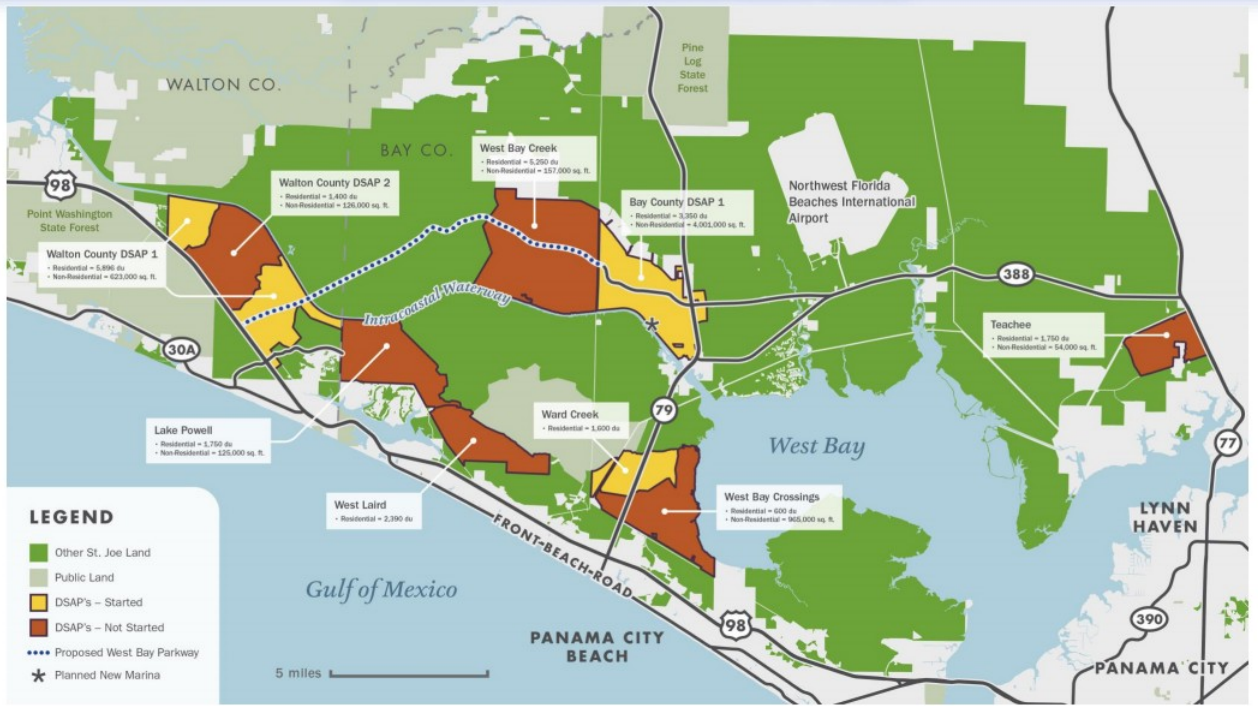 WALTON CO.
BAY CO.
Pine
Log
State
Forest
98
Point Washington
State Forest
Walton County DSAP 2
• Residential = 1,400 du
• Non-Residential = 126,000 sq. ft.
West Bay Creek
• Residential = 5,250 du
• Non-Residential = 157,000 sq. ft.
Bay County DSAP 1
• Residential = 3,350 du
• Non-Residential = 4,001,000 sq. ft.
Northwest Florida
Beaches International
Airport
Walton County DSAP 1
• Residential = 5,896 du
• Non-Residential = 623,000 sq. ft.
388
Intracoastal Waterway
Teachee
• Residential = 1,750 du
• Non-Residential = 54,000 sq. ft.
30A
Lake Powell
• Residential = 1,750 du
• Non-Residential = 125,000 sq. ft.
Ward Creek
• Residential = 1,600 du
79
West Bay
77
West Laird
• Residential = 2,390 du
West Bay Crossings
• Residential = 600 du
• Non-Residential = 965,000 sq. ft.
LYNN
HAVEN
FRONT-BEACH-ROAD
Gulf of Mexico
98
390
PANAMA CITY
BEACH
PANAMA CITY
LEGEND
Other St. Joe Land
Public Land
DSAP's – Started
DSAP's – Not Started
Proposed West Bay Parkway
Planned New Marina
5 miles